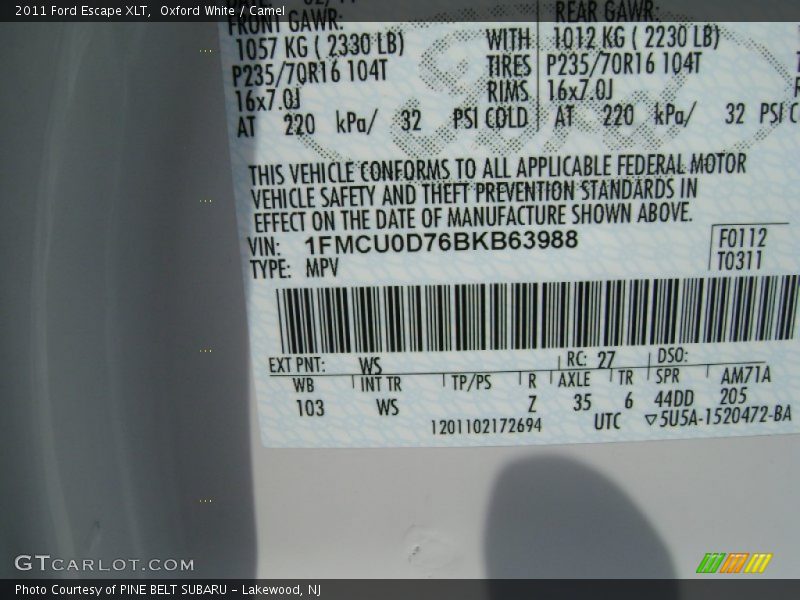 2011 Ford Escape XLT,  Oxford White / Camel
FRONT GAWR: REAR GAWR:
1057 KG ( 2330 LB) WITH 1012 KG ( 2230 LB)
P235/70R16 104T TIRES P235/70R16 104T
16x7.0J RIMS 16x7.0J
AT 220 kPa/ 32 PSI COLD AT 220 kPa/ 32 PSI C
THIS VEHICLE CONFORMS TO ALL APPLICABLE FEDERAL MOTOR
VEHICLE SAFETY AND THEFT PREVENTION STANDARDS IN
EFFECT ON THE DATE OF MANUFACTURE SHOWN ABOVE.
VIN: 1FMCU0D76BKB63988 F0112
TYPE: MPV T0311
EXT PNT: WS RC: 27 DSO:
WB INT TR TP/PS R AXLE TR SPR AM71A
103 WS Z 35 6 44DD 205
1201102172694 UTC ▽5U5A-1520472-BA
GTCARLOT.COM
Photo Courtesy of PINE BELT SUBARU – Lakewood, NJ